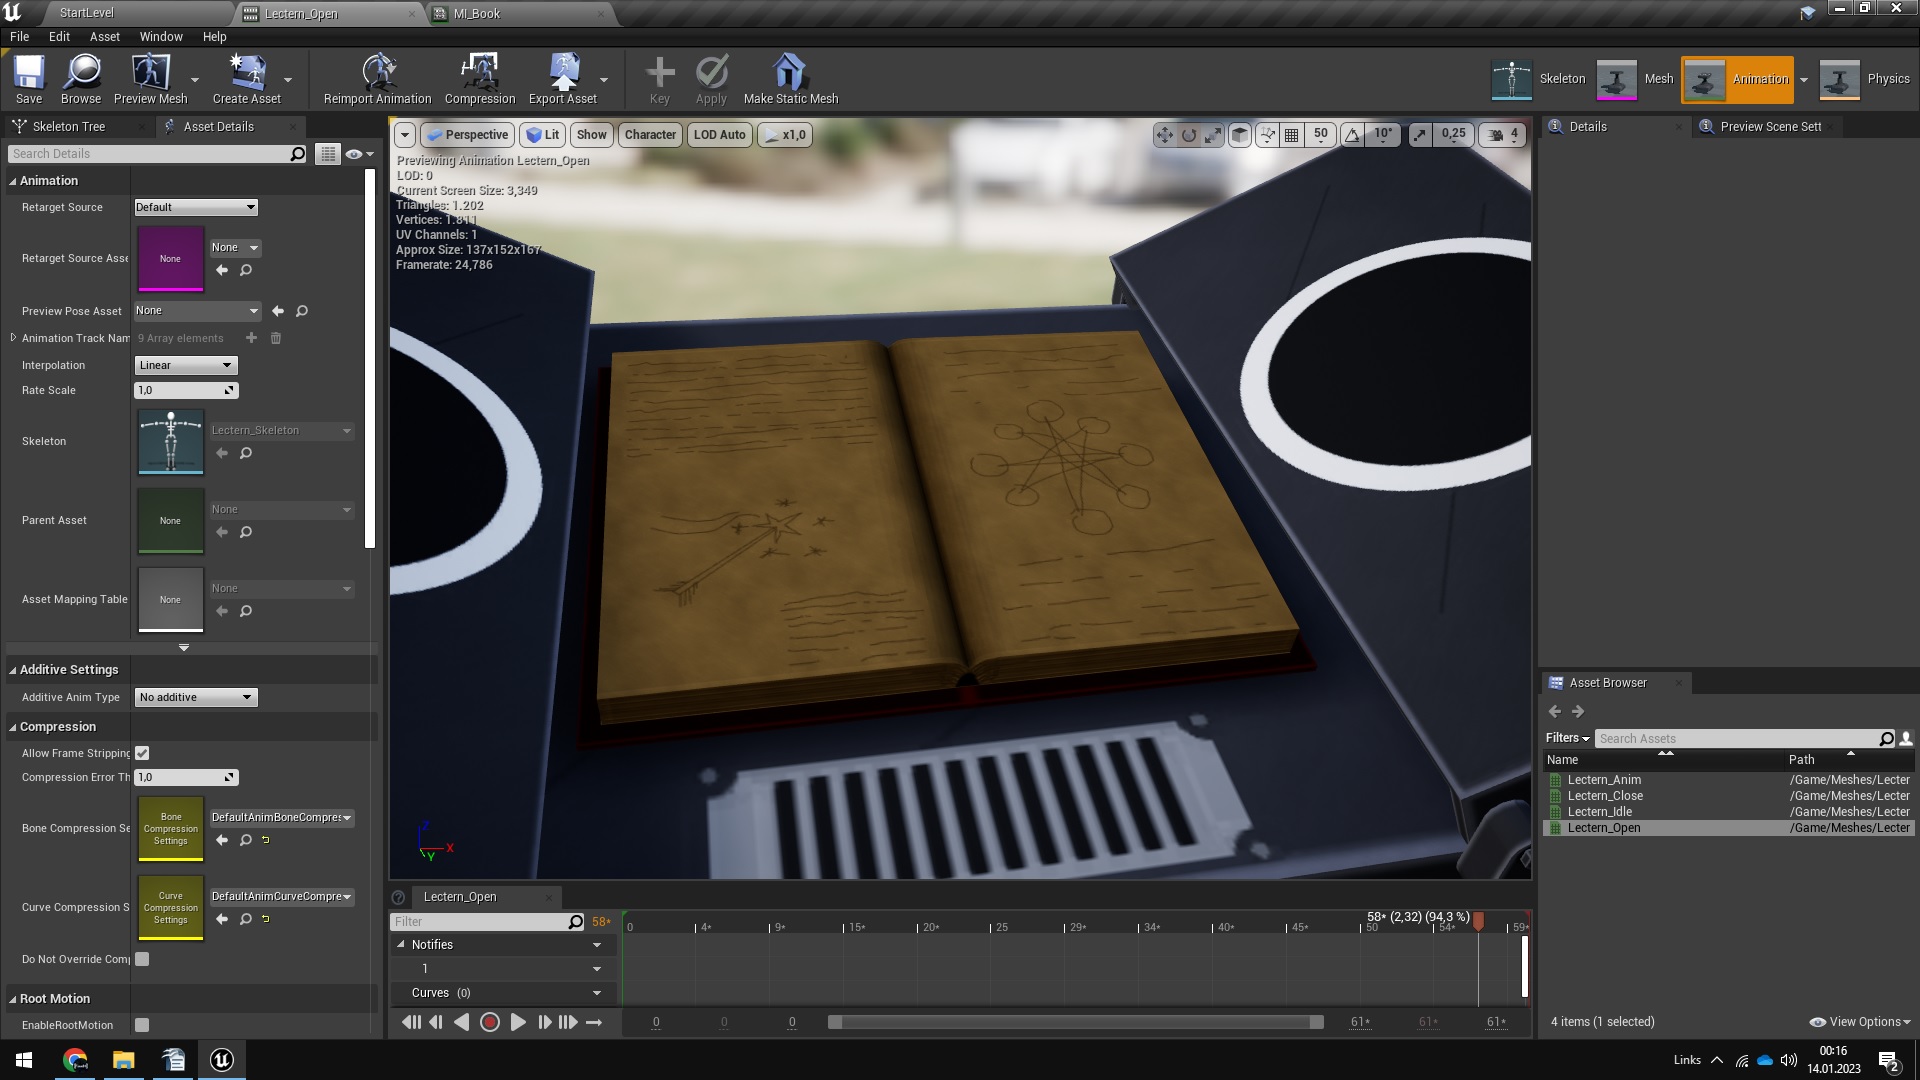 StartLevel
Lectern_Open
MI_Book
File Edit Asset Window Help
Save
Browse
Preview Mesh
Create Asset
Reimport Animation
Compression
Export Asset
Key
Apply
Make Static Mesh
Skeleton
Mesh
Animation
Physics
Skeleton Tree
Asset Details
Search Details
Animation
Retarget Source
Default
Retarget Source Asse
None
None
Preview Pose Asset
None
Animation Track Nam
9 Array elements
Interpolation
Linear
Rate Scale
1,0
Skeleton
Lectern_Skeleton
Parent Asset
None
None
Asset Mapping Table
None
None
Additive Settings
Additive Anim Type
No additive
Compression
Allow Frame Stripping
Compression Error Th
1,0
Bone Compression Se
Bone
Compression
Settings
DefaultAnimBoneCompres
Curve Compression S
Curve
Compression
Settings
DefaultAnimCurveCompre
Do Not Override Comp
Root Motion
EnableRootMotion
Perspective
Lit
Show
Character
LOD Auto
x1,0
50
10°
0,25
4
Previewing Animation Lectern_Open
LOD: 0
Current Screen Size: 3,349
Triangles: 1.202
Vertices: 1.811
UV Channels: 1
Approx Size: 137x152x167
Framerate: 24,786
Z
X
Y
Lectern_Open
Filter
58*
58* (2,32) (94,3 %)
0 4* 9* 15* 20* 25 29* 34* 40* 45* 50 54* 59*
Notifies
1
Curves (0)
0 0 0 61* 61* 61*
Details
Preview Scene Sett
Asset Browser
Filters
Search Assets
Name Path
Lectern_Anim /Game/Meshes/Lecter
Lectern_Close /Game/Meshes/Lecter
Lectern_Idle /Game/Meshes/Lecter
Lectern_Open /Game/Meshes/Lecter
4 items (1 selected)
View Options
Links
00:16
14.01.2023
2